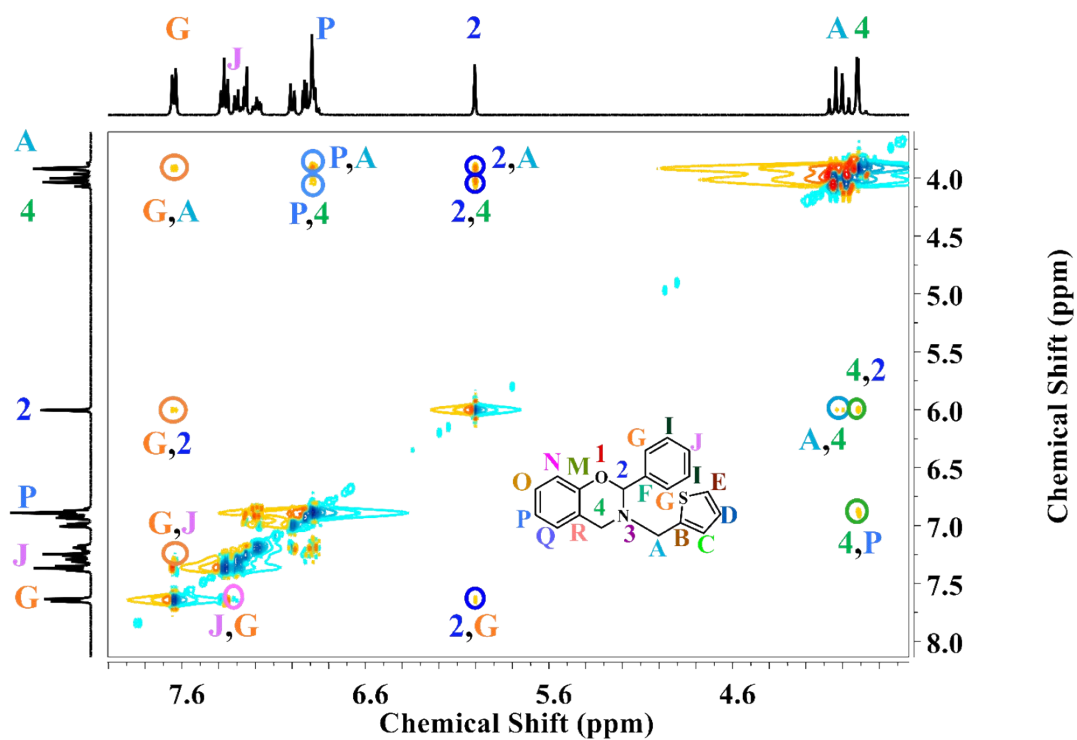 G J P 2 A 4
A
4
2
P
J
G
P,A
2,A
G,A
P,4
2,4
4,2
G,2
A,4
G,J
4,P
J,G
2,G
I
G J
1
N M 2 I
O F S E
4 G
P N D
Q R 3 B
A C
4.0
4.5
5.0
5.5
6.0
6.5
7.0
7.5
8.0
Chemical Shift (ppm)
7.6 6.6 5.6 4.6
Chemical Shift (ppm)